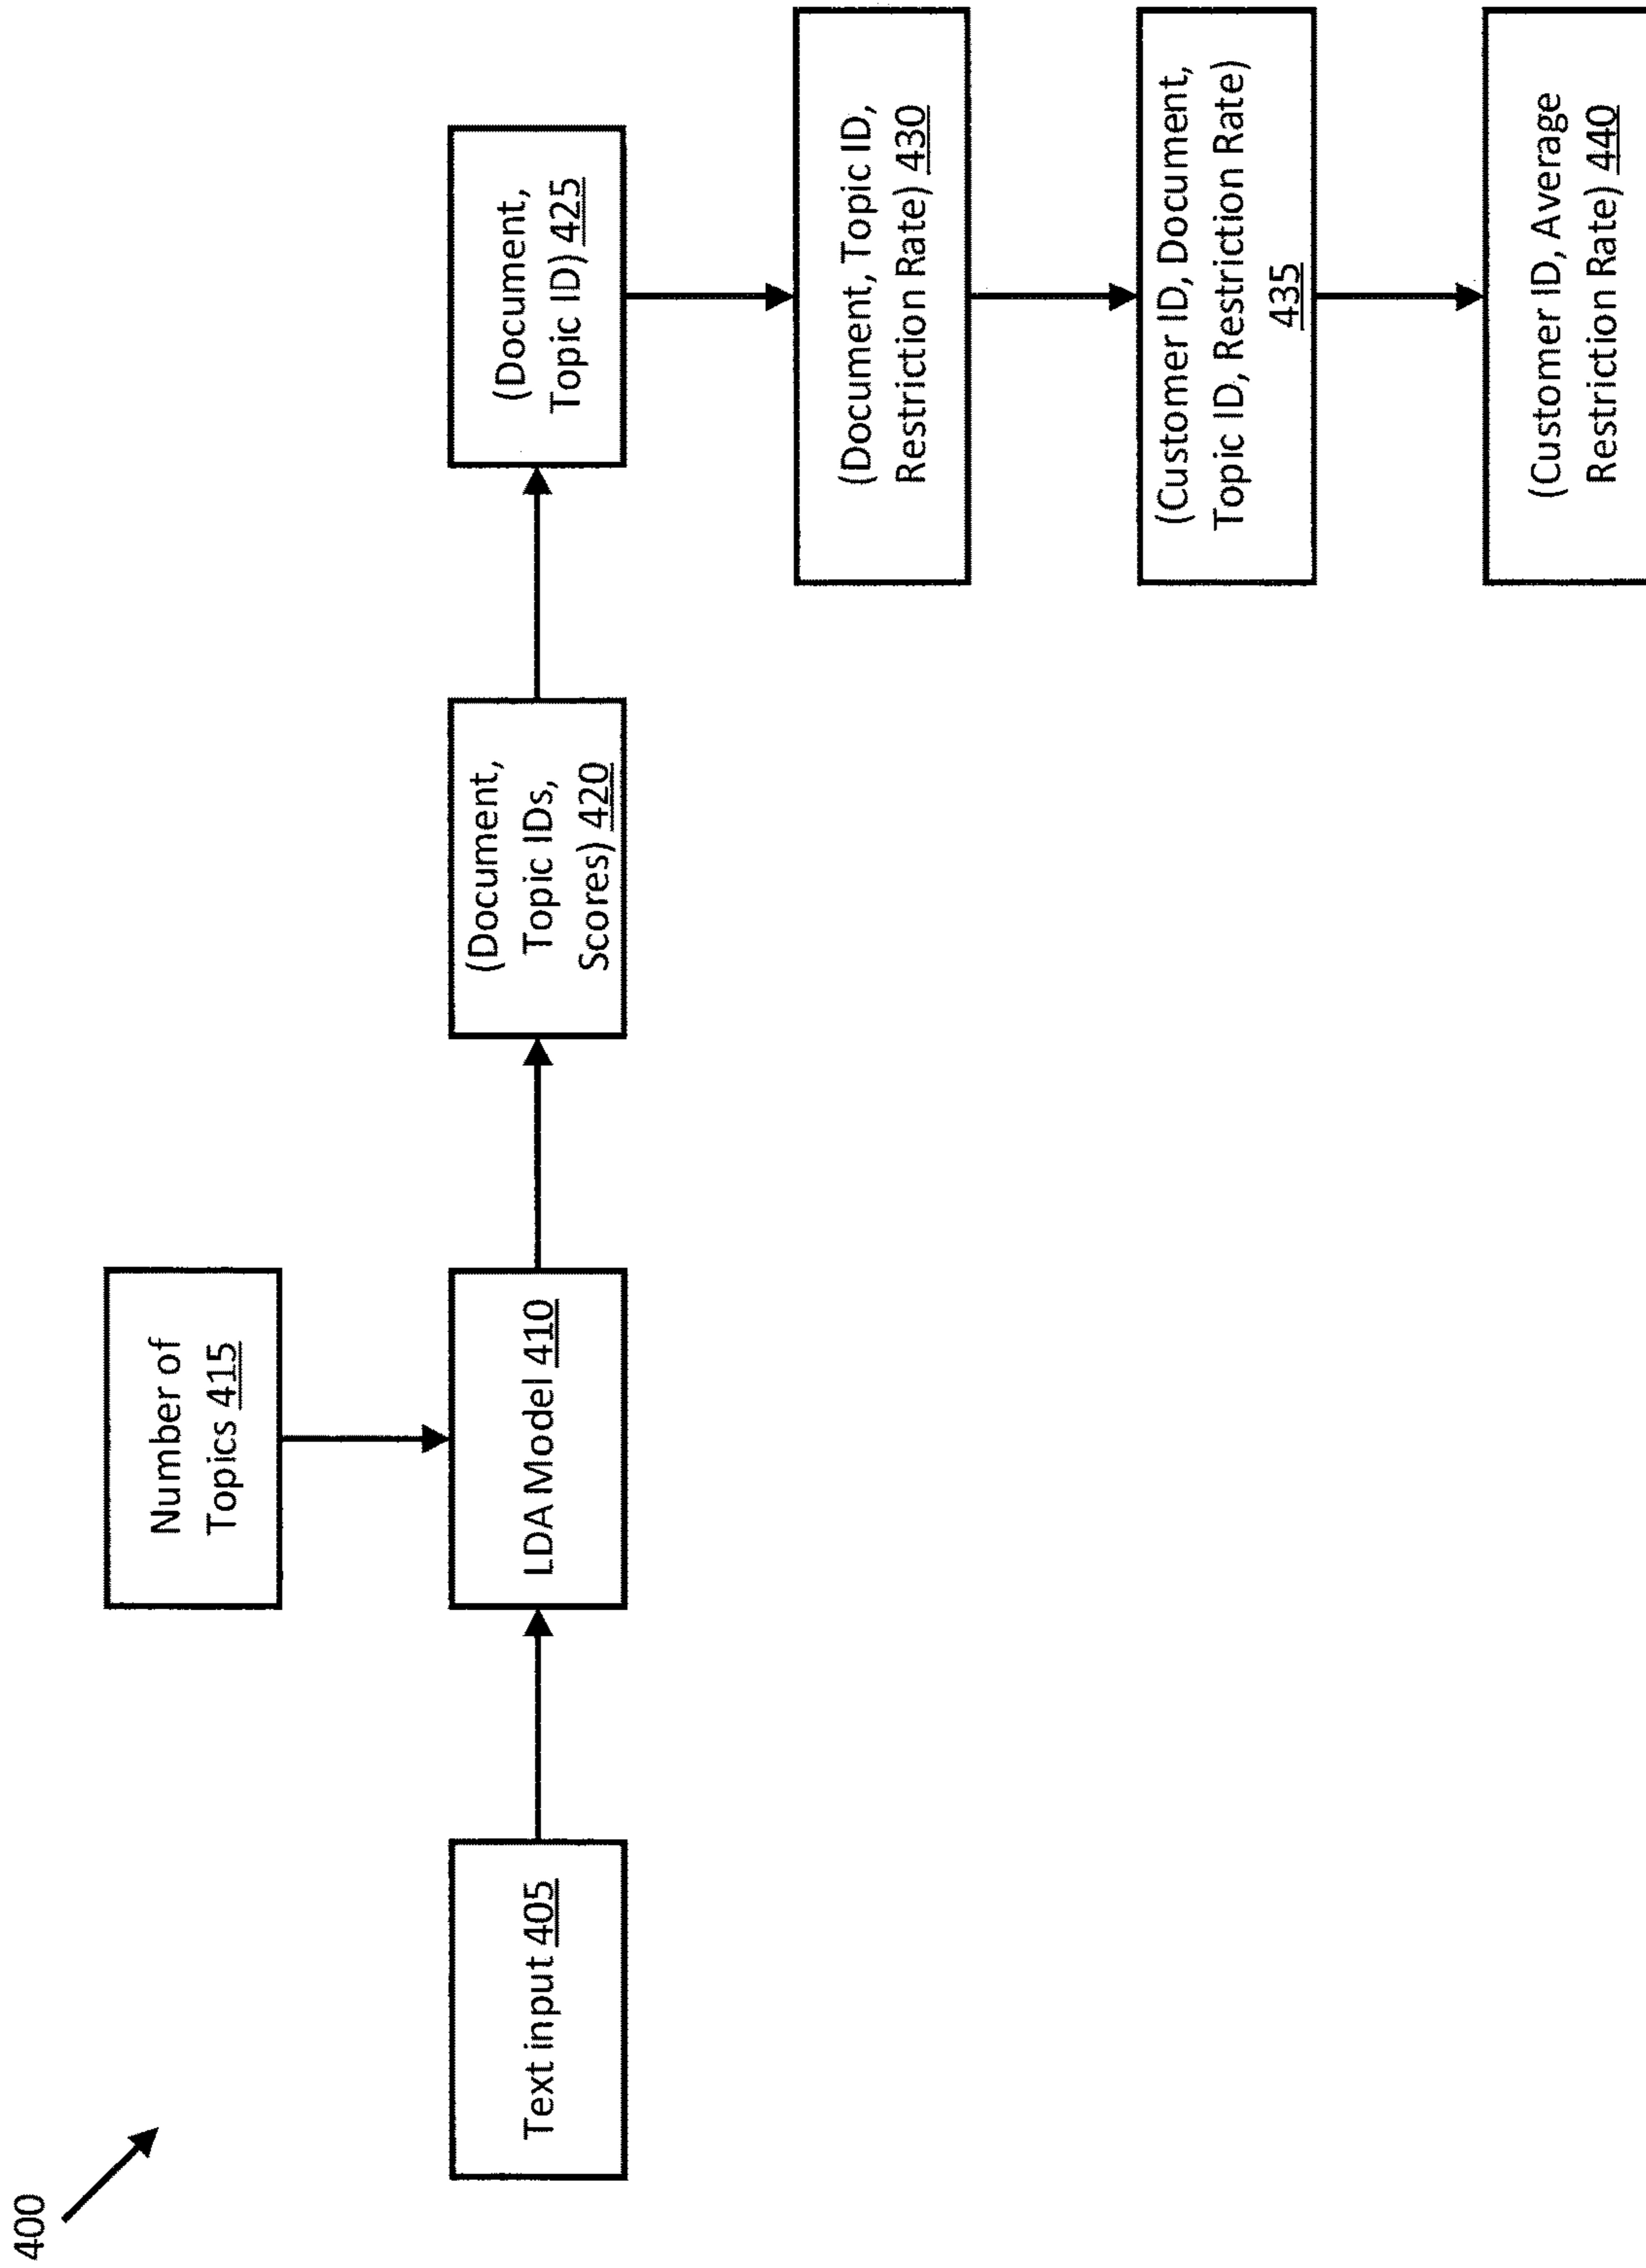 400
Number of
Topics 415
Text input 405
LDA Model 410
(Document,
Topic IDs,
Scores) 420
(Document,
Topic ID) 425
(Document, Topic ID,
Restriction Rate) 430
(Customer ID, Document,
Topic ID, Restriction Rate)
435
(Customer ID, Average
Restriction Rate) 440